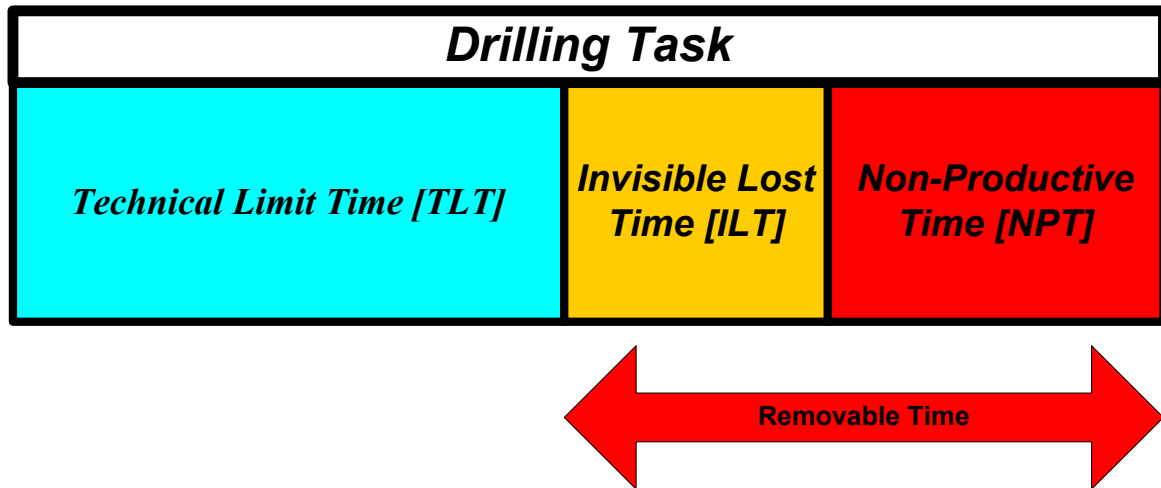 Drilling Task
Technical Limit Time [TLT]
Invisible Lost
Time [ILT]
Non-Productive
Time [NPT]
Removable Time